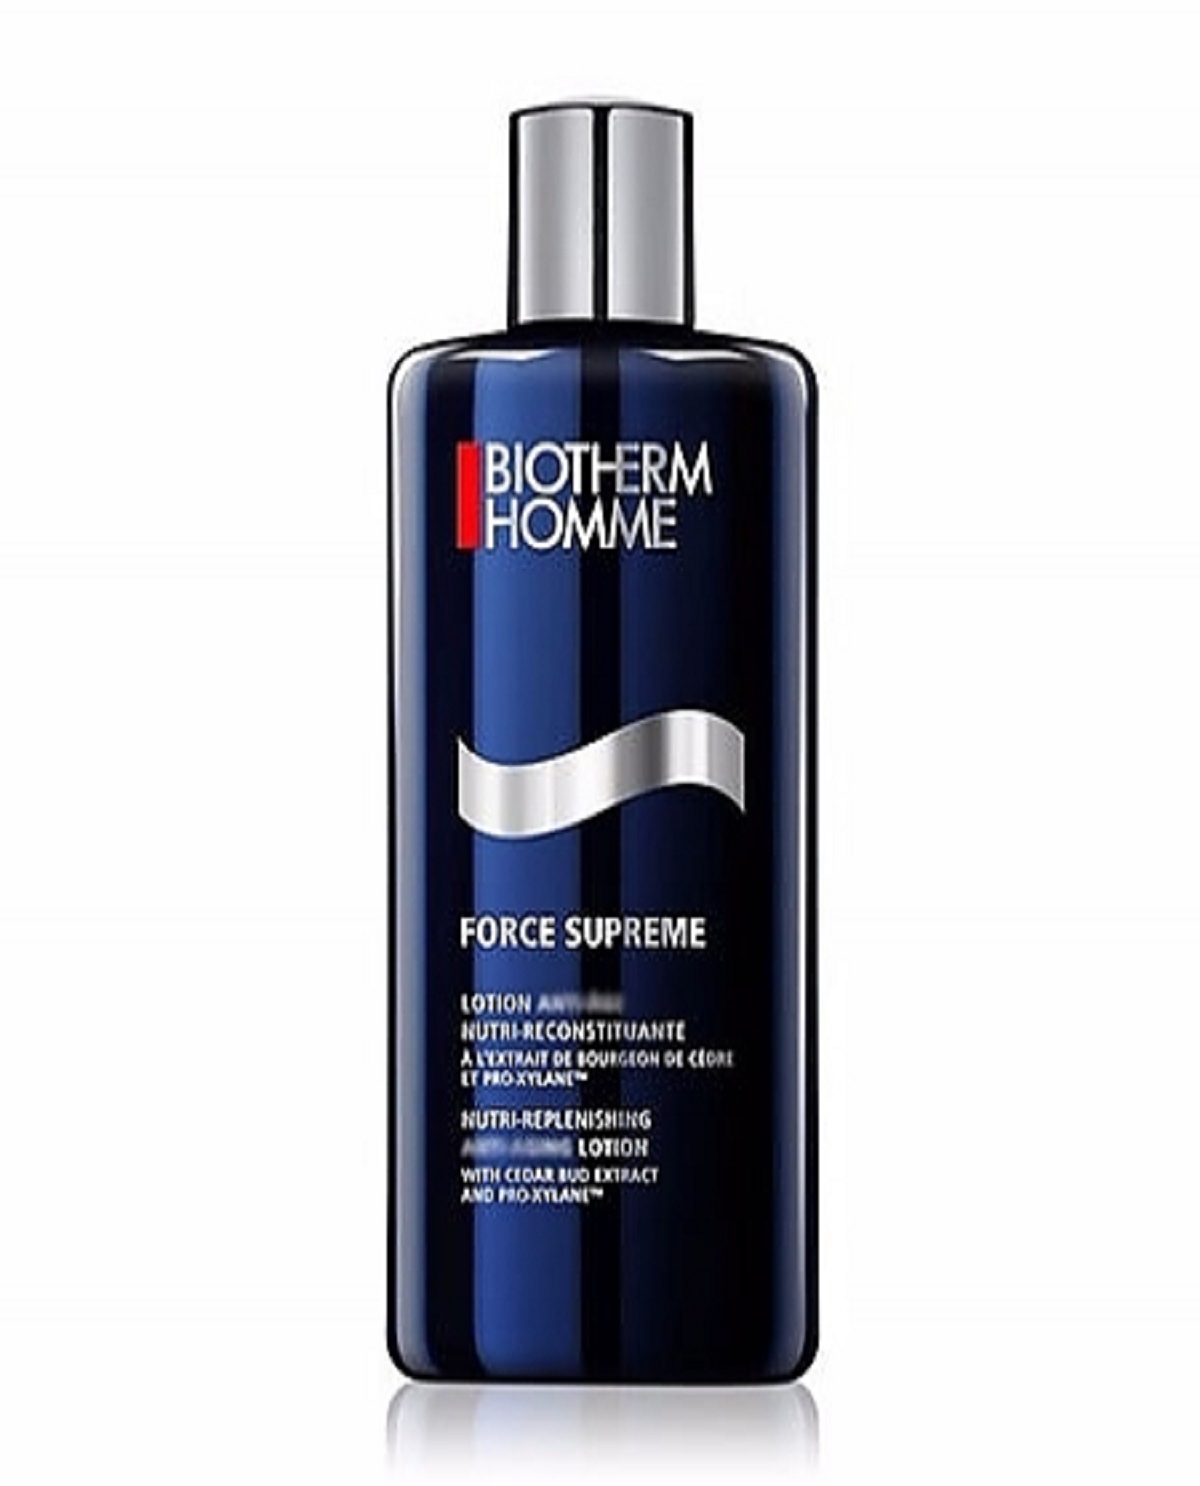 BIOTHERM
HOMME
FORCE SUPREME
LOTION
NUTRI-RECONSTITUANTE
À L'EXTRAIT DE BOURGEON DE CÈDRE
ET PRO-XYLANE™
NUTRI-REPLENISHING
LOTION
WITH CEDAR BUD EXTRACT
AND PRO-XYLANE™